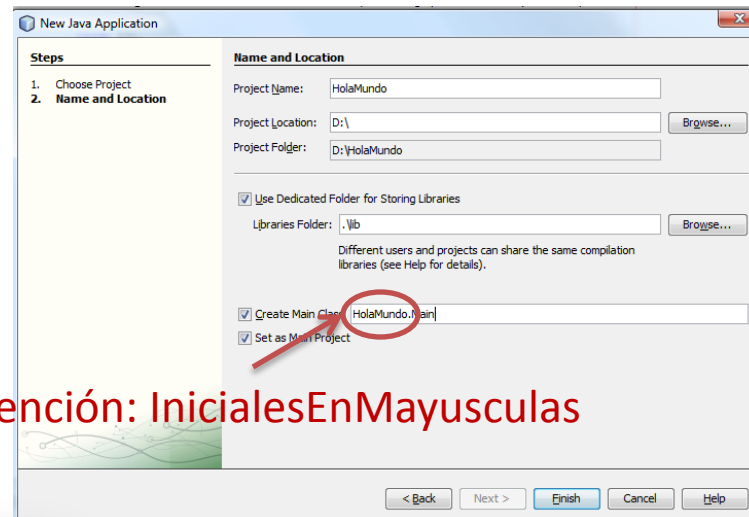 New Java Application
Steps
1. Choose Project
2. Name and Location
Name and Location
Project Name: HolaMundo
Project Location: D:\ Browse...
Project Folder: D:\HolaMundo
Use Dedicated Folder for Storing Libraries
Libraries Folder: .\lib Browse...
Different users and projects can share the same compilation
libraries (see Help for details).
Create Main Class HolaMundo.Main
Set as Main Project
ención: InicialesEnMayusculas
< Back Next > Finish Cancel Help